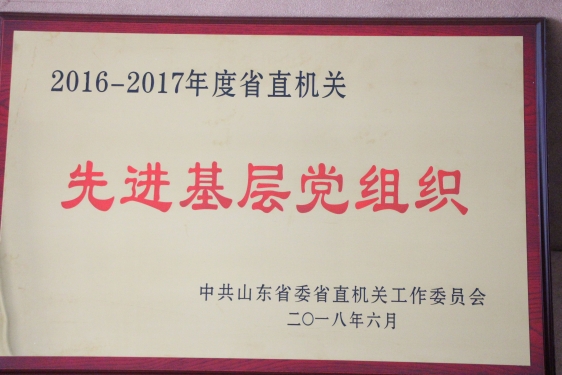 2016-2017年度省直机关
先进基层党组织
中共山东省委省直机关工作委员会
二〇一八年六月